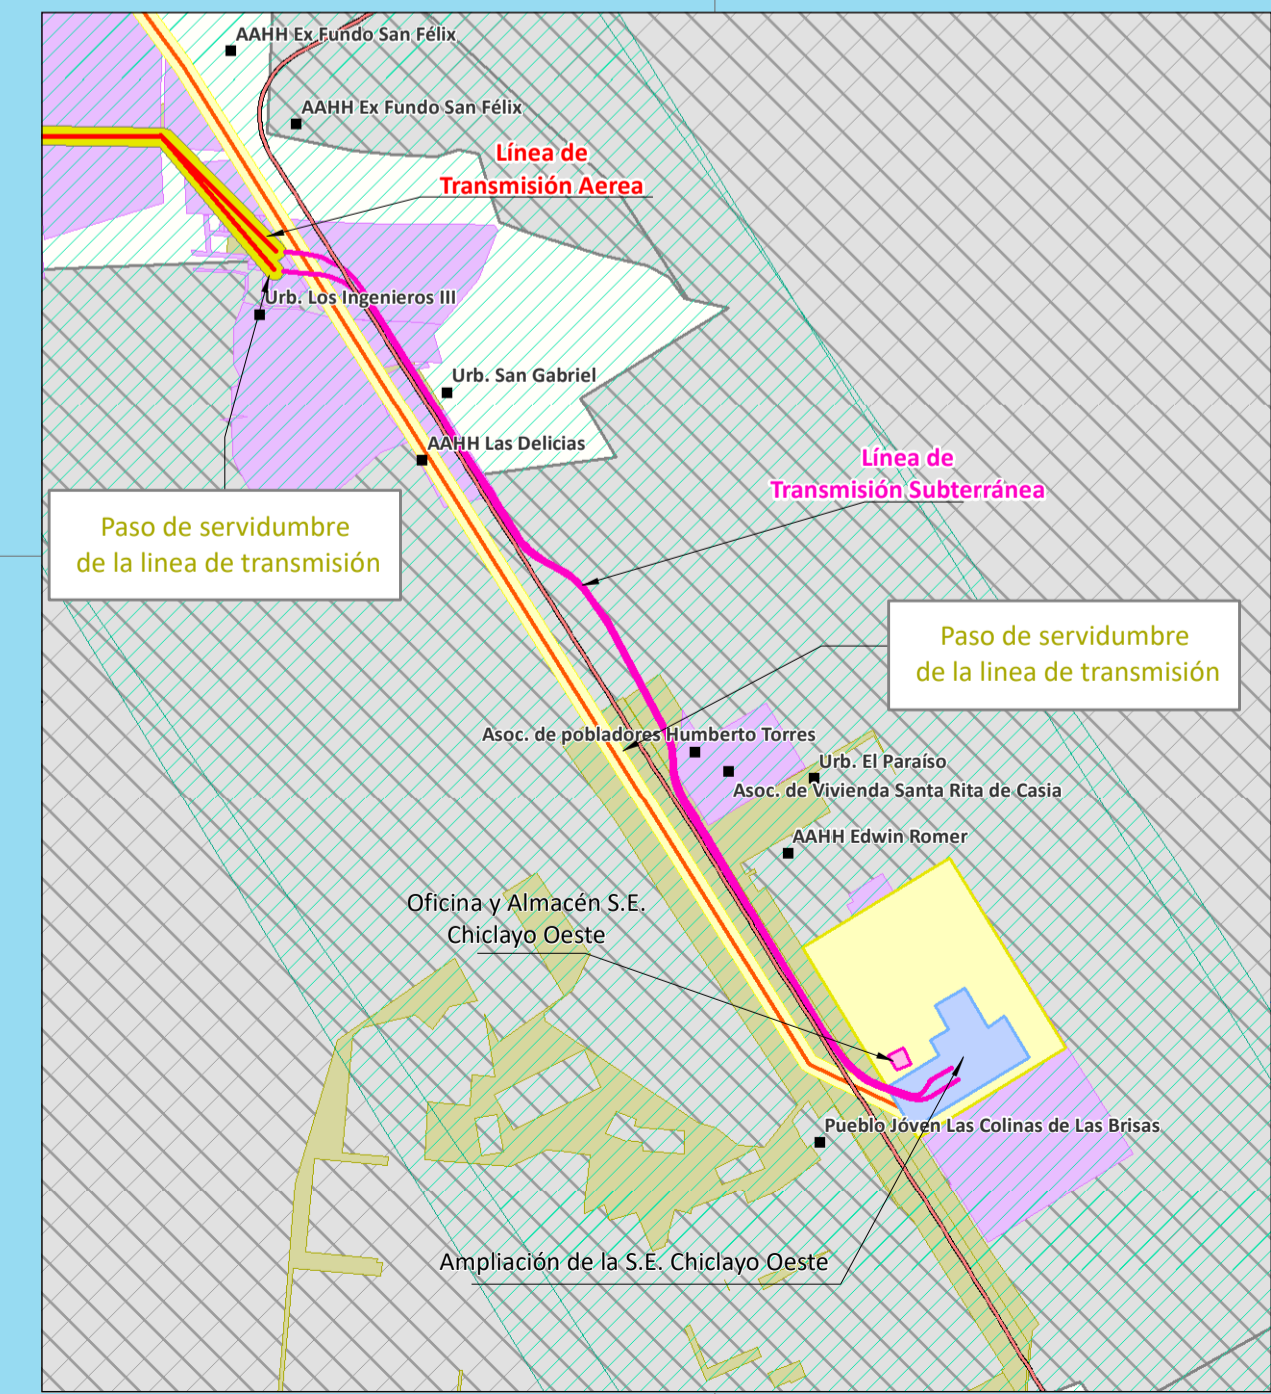 AAHH Ex Fundo San Félix
AAHH Ex Fundo San Félix
Línea de
Transmisión Aerea
Urb. Los Ingenieros III
Urb. San Gabriel
AAHH Las Delicias
Línea de
Transmisión Subterránea
Paso de servidumbre
de la linea de transmisión
Paso de servidumbre
de la linea de transmisión
Asoc. de pobladores Humberto Torres
Urb. El Paraíso
Asoc. de Vivienda Santa Rita de Casia
AAHH Edwin Romer
Oficina y Almacén S.E.
Chiclayo Oeste
Pueblo Jóven Las Colinas de Las Brisas
Ampliación de la S.E. Chiclayo Oeste